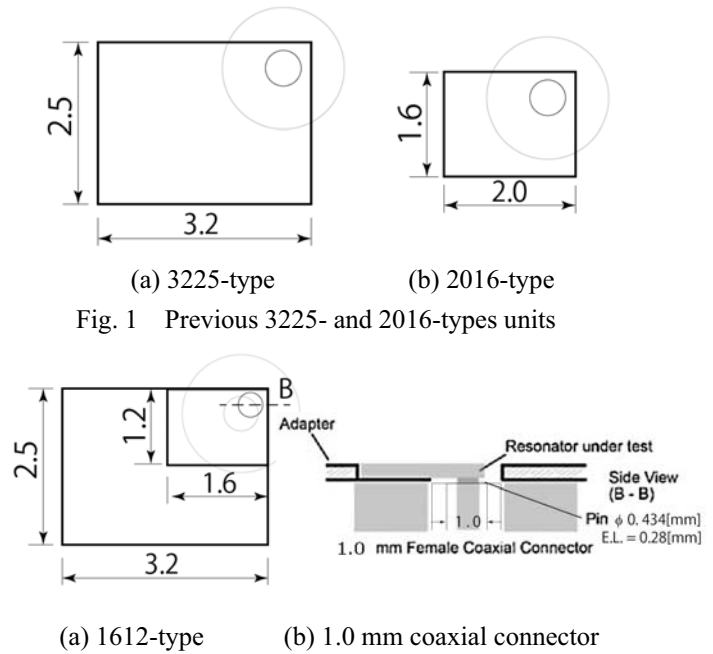 2.5
3.2
1.6
2.0
(a) 3225-type
(b) 2016-type
Fig. 1 Previous 3225- and 2016-types units
2.5
1.2
1.6
3.2
B
Adapter
Resonator under test
Side View
(B - B)
1.0
Pin φ 0.434[mm]
E.L. = 0.28[mm]
1.0 mm Female Coaxial Connector
(a) 1612-type
(b) 1.0 mm coaxial connector